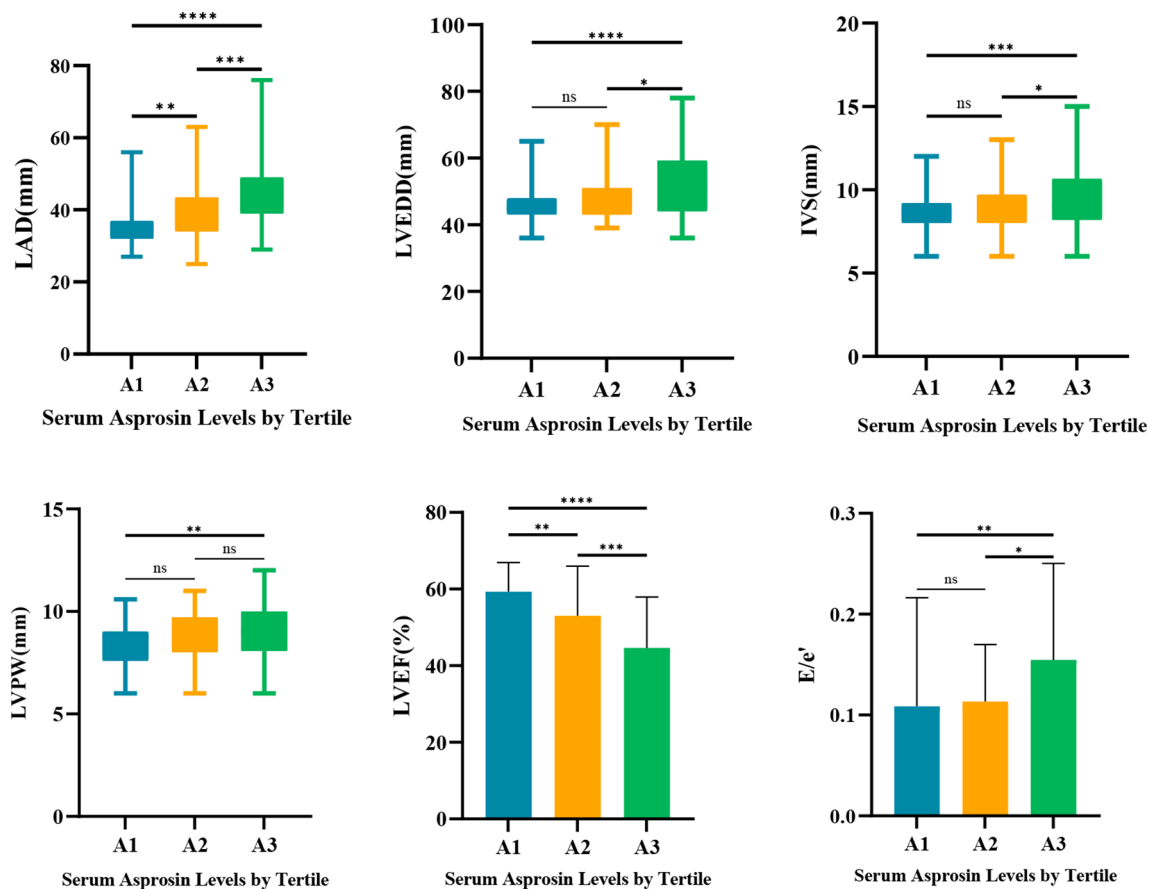 ****
***
**
LAD(mm)
80
60
40
20
0
A1 A2 A3
Serum Asprosin Levels by Tertile
****
ns
*
LVEDD(mm)
100
80
60
40
20
0
A1 A2 A3
Serum Asprosin Levels by Tertile
***
ns
*
IVS(mm)
20
15
10
5
0
A1 A2 A3
Serum Asprosin Levels by Tertile
**
ns
ns
LVPW(mm)
15
10
5
0
A1 A2 A3
Serum Asprosin Levels by Tertile
****
**
***
LVEF(%)
80
60
40
20
0
A1 A2 A3
Serum Asprosin Levels by Tertile
**
*
ns
E/e'
0.3
0.2
0.1
0.0
A1 A2 A3
Serum Asprosin Levels by Tertile